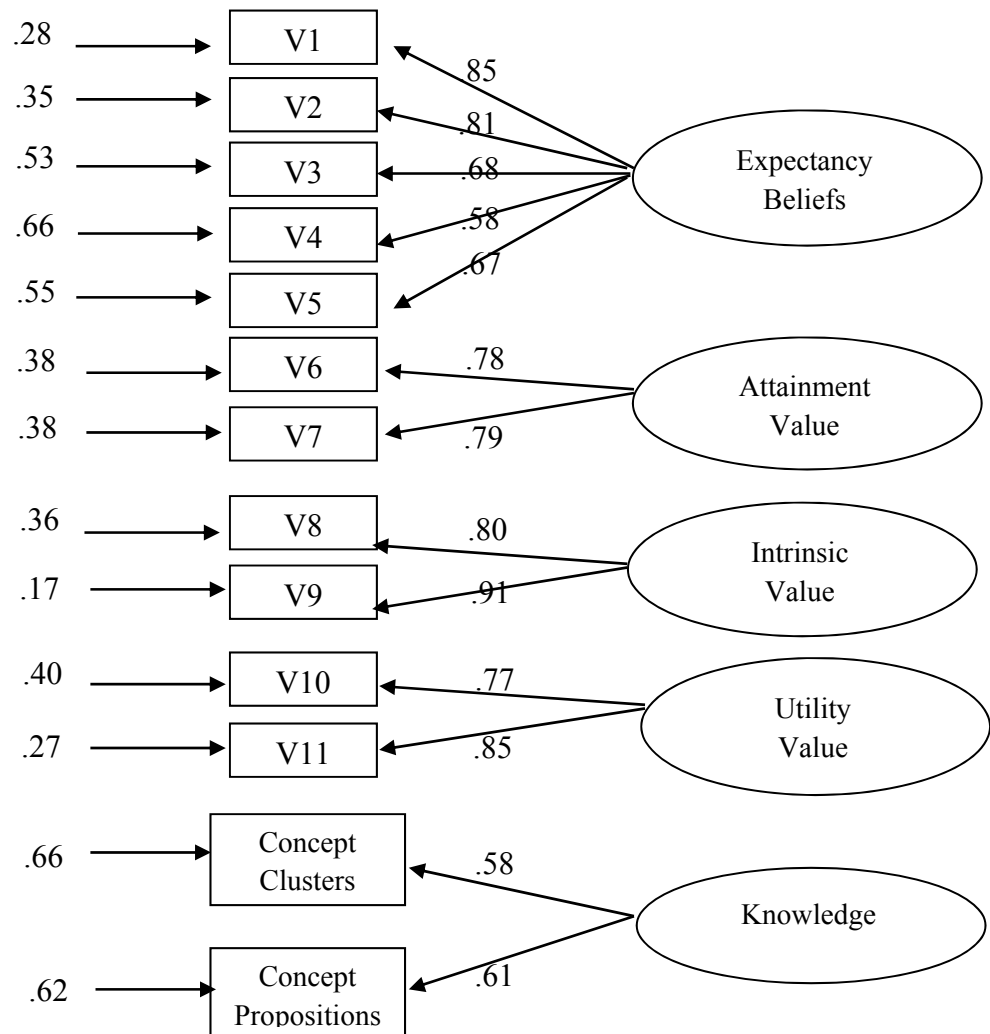 .28
V1
.85
.35
V2
.81
Expectancy
Beliefs
.53
V3
.68
.66
V4
.58
.55
V5
.67
.38
V6
.78
Attainment
Value
.38
V7
.79
.36
V8
.80
Intrinsic
Value
.17
V9
.91
.40
V10
.77
Utility
Value
.27
V11
.85
.66
Concept
Clusters
.58
Knowledge
.62
Concept
Propositions
.61